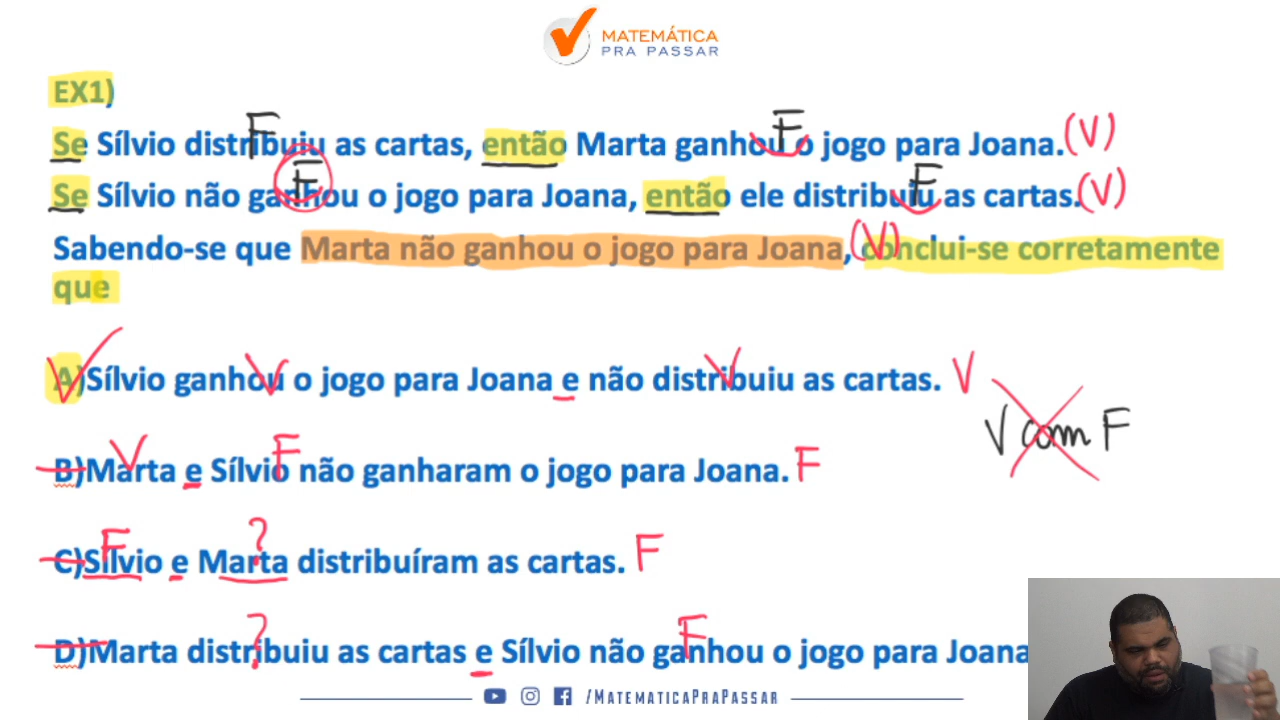 MATEMÁTICA
PRA PASSAR
EX1)
F F
Se Sílvio distribuiu as cartas, então Marta ganhou o jogo para Joana. (V)
F F
Se Sílvio não ganhou o jogo para Joana, então ele distribuiu as cartas. (V)
Sabendo-se que Marta não ganhou o jogo para Joana, (V) conclui-se corretamente
que
V V
A)Sílvio ganhou o jogo para Joana e não distribuiu as cartas. V
V com F
V F
B)Marta e Sílvio não ganharam o jogo para Joana. F
F ?
C)Sílvio e Marta distribuíram as cartas. F
? F
D)Marta distribuiu as cartas e Sílvio não ganhou o jogo para Joana
/MATEMATICAPRAPASSAR